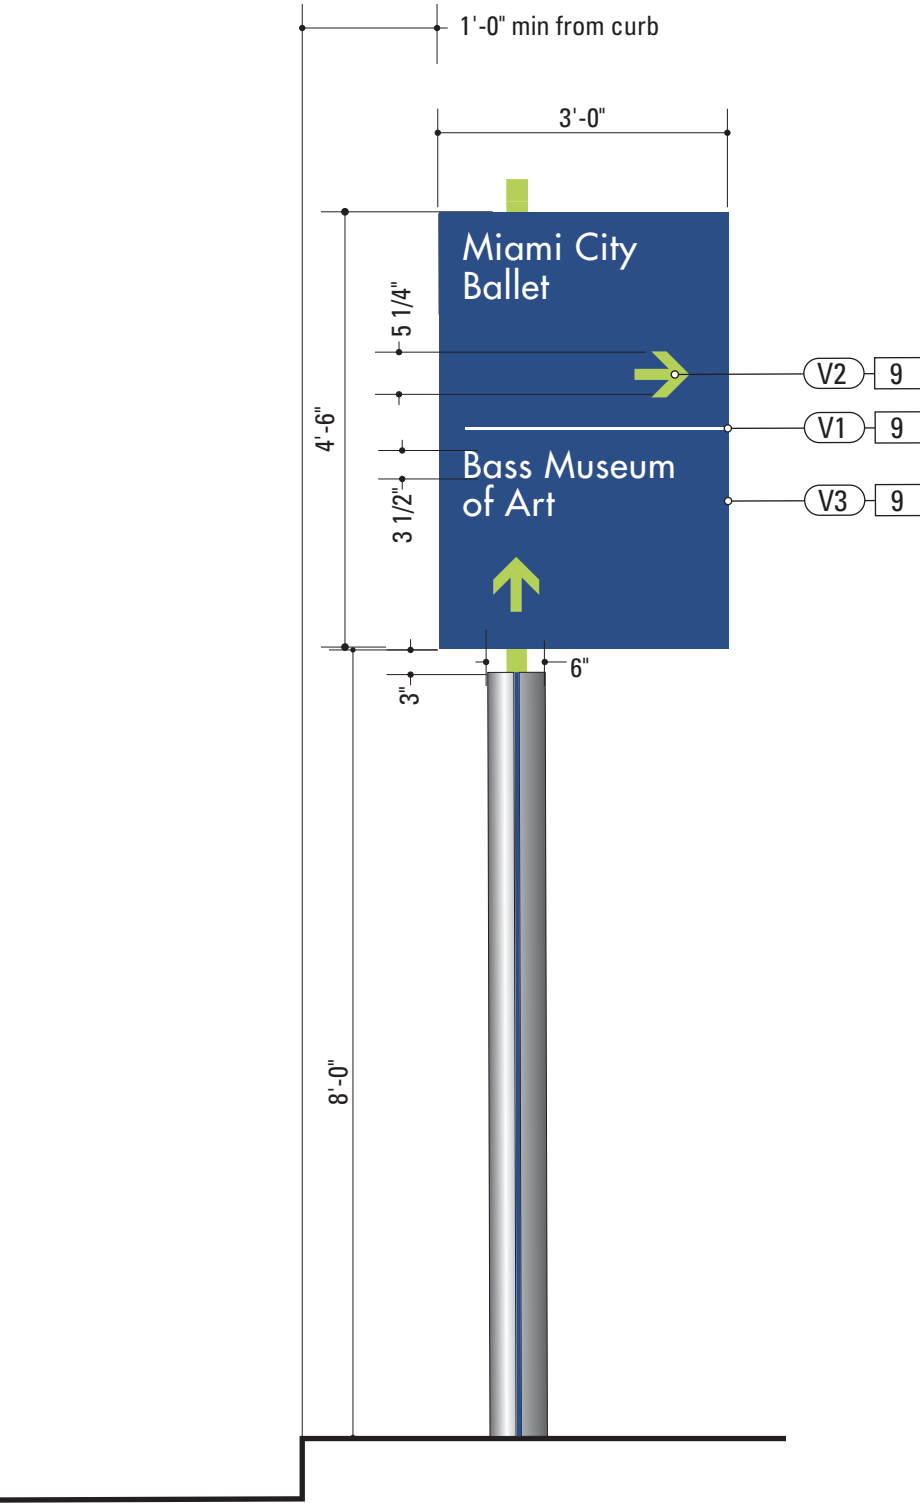 1'-0" min from curb
3'-0"
Miami City
Ballet
5 1/4"
V2 9
4'-6"
V1 9
Bass Museum
of Art
3 1/2"
V3 9
6"
3"
8'-0"